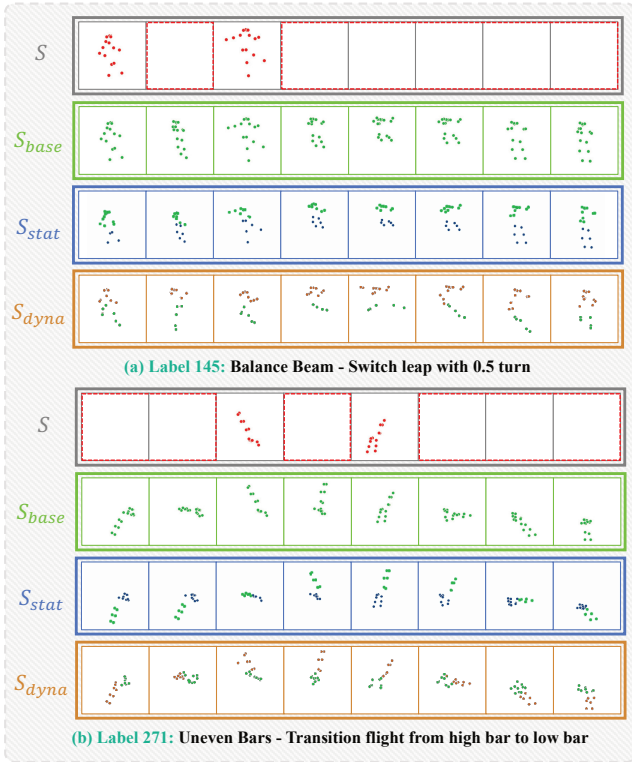 S
S_base
S_stat
S_dyna
(a) Label 145: Balance Beam - Switch leap with 0.5 turn
S
S_base
S_stat
S_dyna
(b) Label 271: Uneven Bars - Transition flight from high bar to low bar